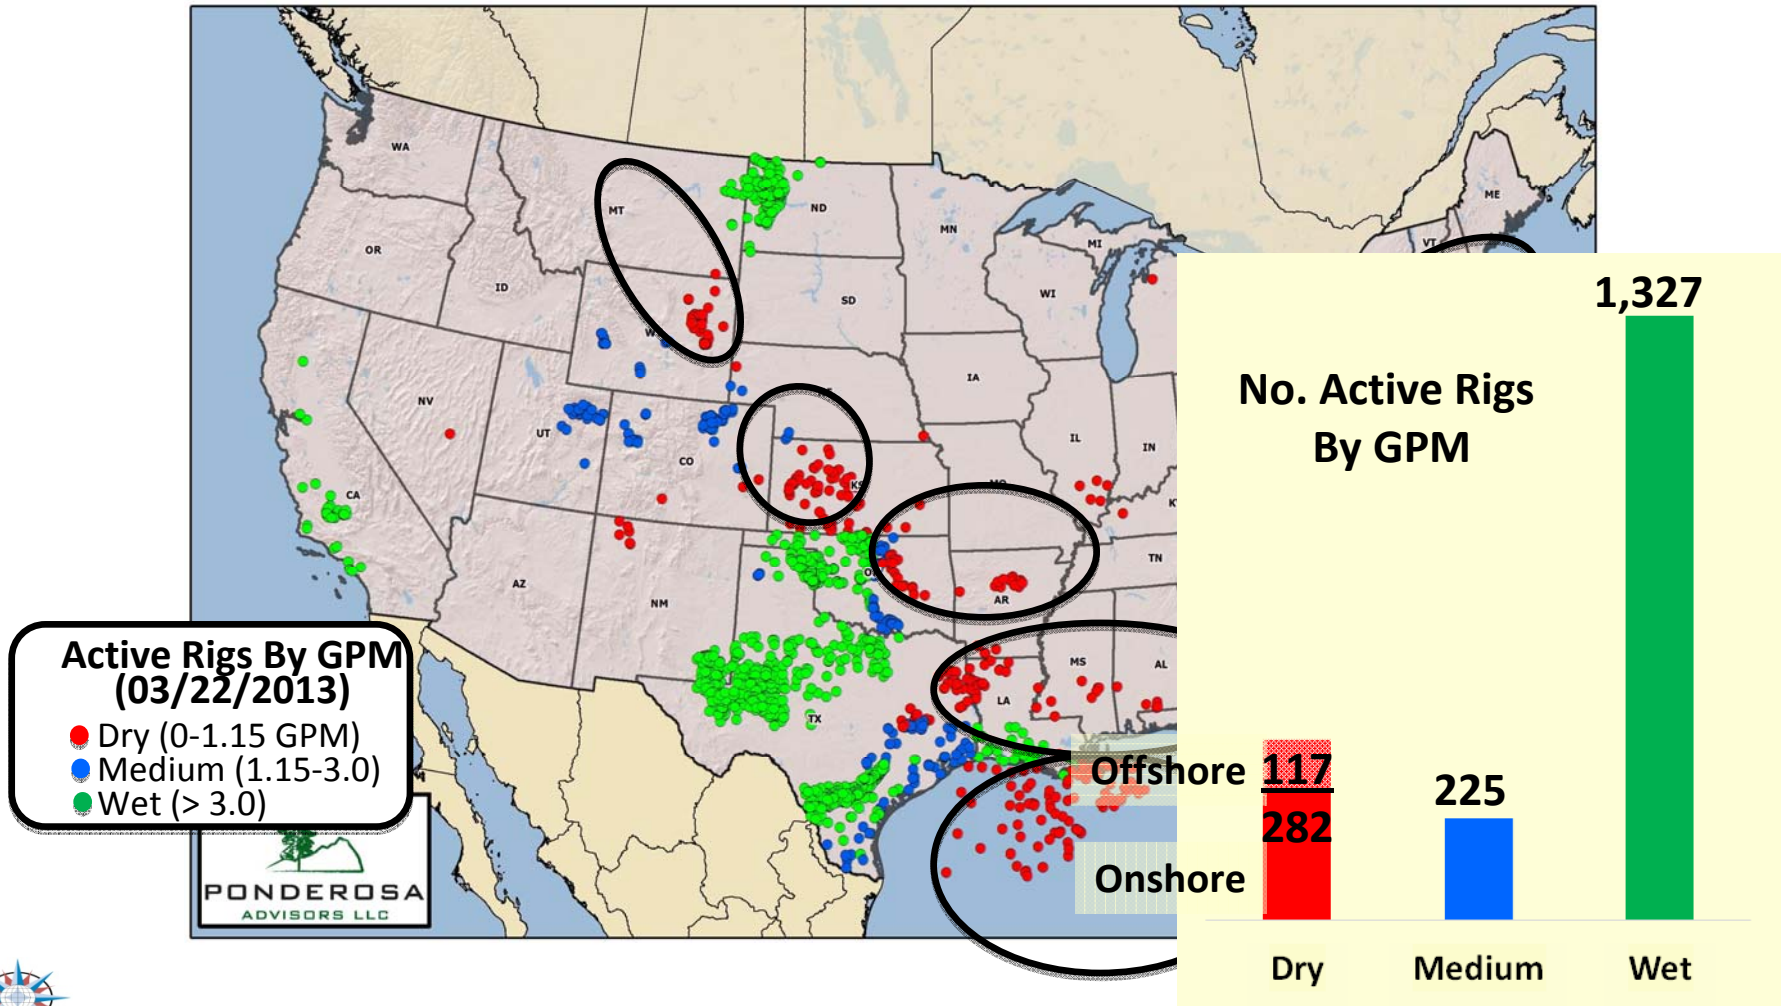 WA
MT
ND
MN
ME
VT
OR
ID
SD
WI
MI
1,327
IA
No. Active Rigs
By GPM
NV
UT
CO
IL
IN
CA
KS
AZ
NM
AR
TN
Active Rigs By GPM
(03/22/2013)
Dry (0-1.15 GPM)
Medium (1.15-3.0)
Wet (> 3.0)
TX
LA
MS
AL
Offshore 117
225
282
Onshore
PONDEROSA
ADVISORS LLC
Dry Medium Wet